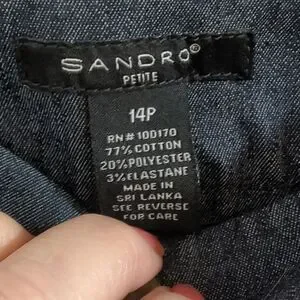 SANDRO®
PETITE
14P
RN# 100170
77% COTTON
20% POLYESTER
3% ELASTANE
MADE IN
SRI LANKA
SEE REVERSE
FOR CARE